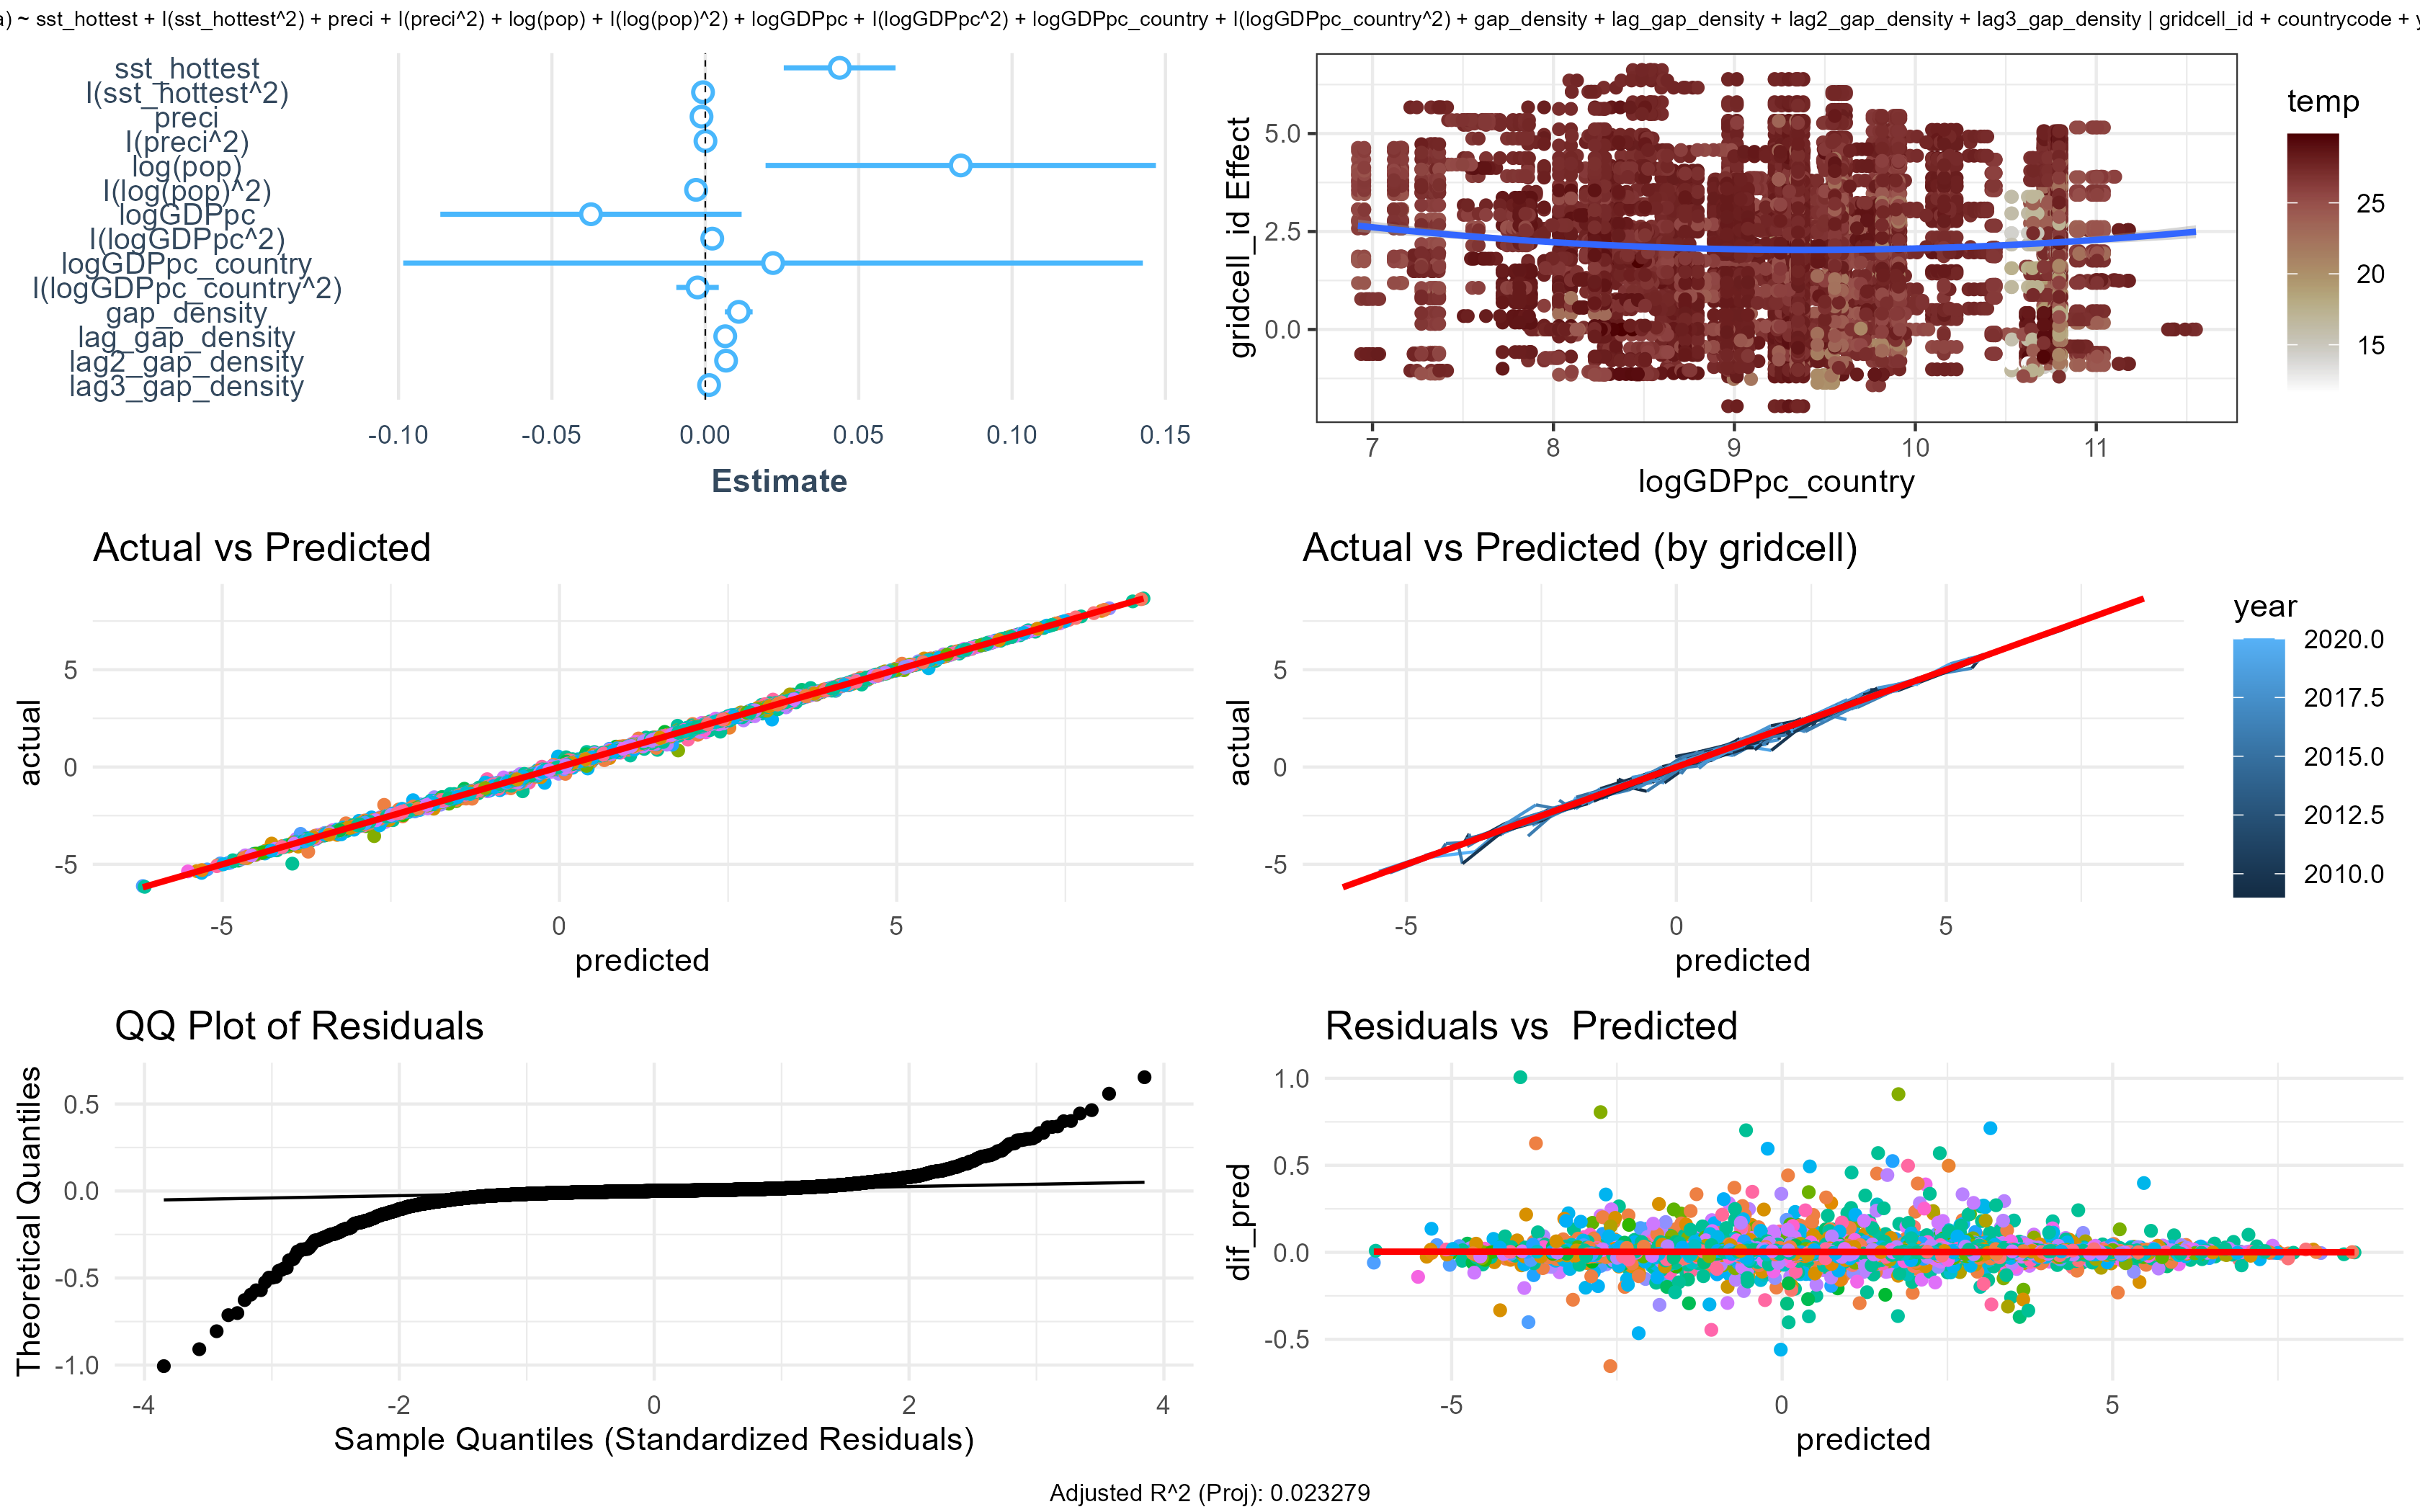 a) ~ sst_hottest + I(sst_hottest^2) + preci + I(preci^2) + log(pop) + I(log(pop)^2) + logGDPpc + I(logGDPpc^2) + logGDPpc_country + I(logGDPpc_country^2) + gap_density + lag_gap_density + lag2_gap_density + lag3_gap_density | gridcell_id + countrycode + y
sst_hottest
I(sst_hottest^2)
preci
I(preci^2)
log(pop)
I(log(pop)^2)
logGDPpc
I(logGDPpc^2)
logGDPpc_country
I(logGDPpc_country^2)
gap_density
lag_gap_density
lag2_gap_density
lag3_gap_density
-0.10 -0.05 0.00 0.05 0.10 0.15
Estimate
gridcell_id Effect
5.0
2.5
0.0
7 8 9 10 11
logGDPpc_country
temp
25
20
15
Actual vs Predicted
actual
5
0
-5
-5 0 5
predicted
Actual vs Predicted (by gridcell)
actual
5
0
-5
-5 0 5
predicted
year
2020.0
2017.5
2015.0
2012.5
2010.0
QQ Plot of Residuals
Theoretical Quantiles
0.5
0.0
-0.5
-1.0
-4 -2 0 2 4
Sample Quantiles (Standardized Residuals)
Residuals vs  Predicted
dif_pred
1.0
0.5
0.0
-0.5
-5 0 5
predicted
Adjusted R^2 (Proj): 0.023279